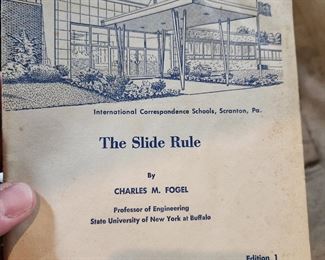 International Correspondence Schools, Scranton, Pa.
The Slide Rule
By
CHARLES M. FOGEL
Professor of Engineering
State University of New York at Buffalo
Edition 1